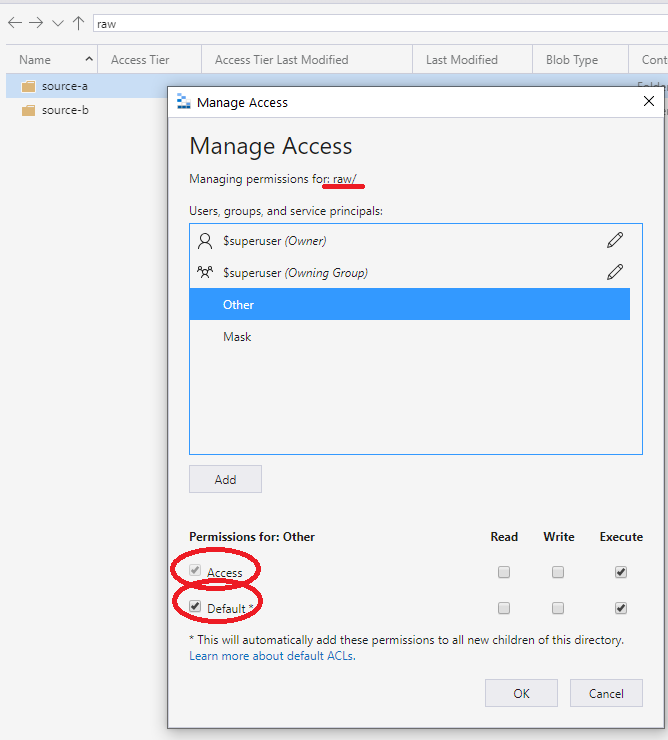 raw
Name Access Tier Access Tier Last Modified Last Modified Blob Type Cont
source-a
source-b
Manage Access
Manage Access
Managing permissions for: raw/
Users, groups, and service principals:
$superuser (Owner)
$superuser (Owning Group)
Other
Mask
Add
Permissions for: Other Read Write Execute
Access
Default *
* This will automatically add these permissions to all new children of this directory.
Learn more about default ACLs.
OK Cancel